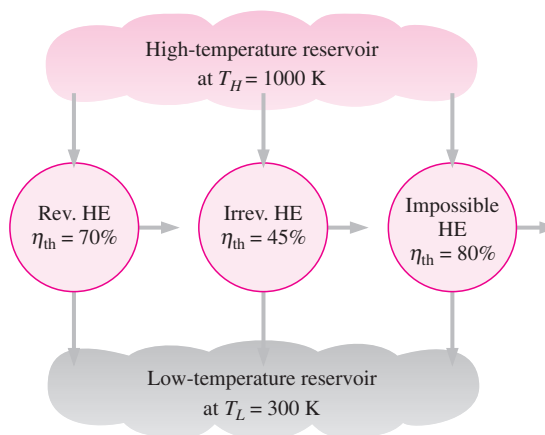 High-temperature reservoir
at T_H = 1000 K
Rev. HE
η_th = 70%
Irrev. HE
η_th = 45%
Impossible
HE
η_th = 80%
Low-temperature reservoir
at T_L = 300 K